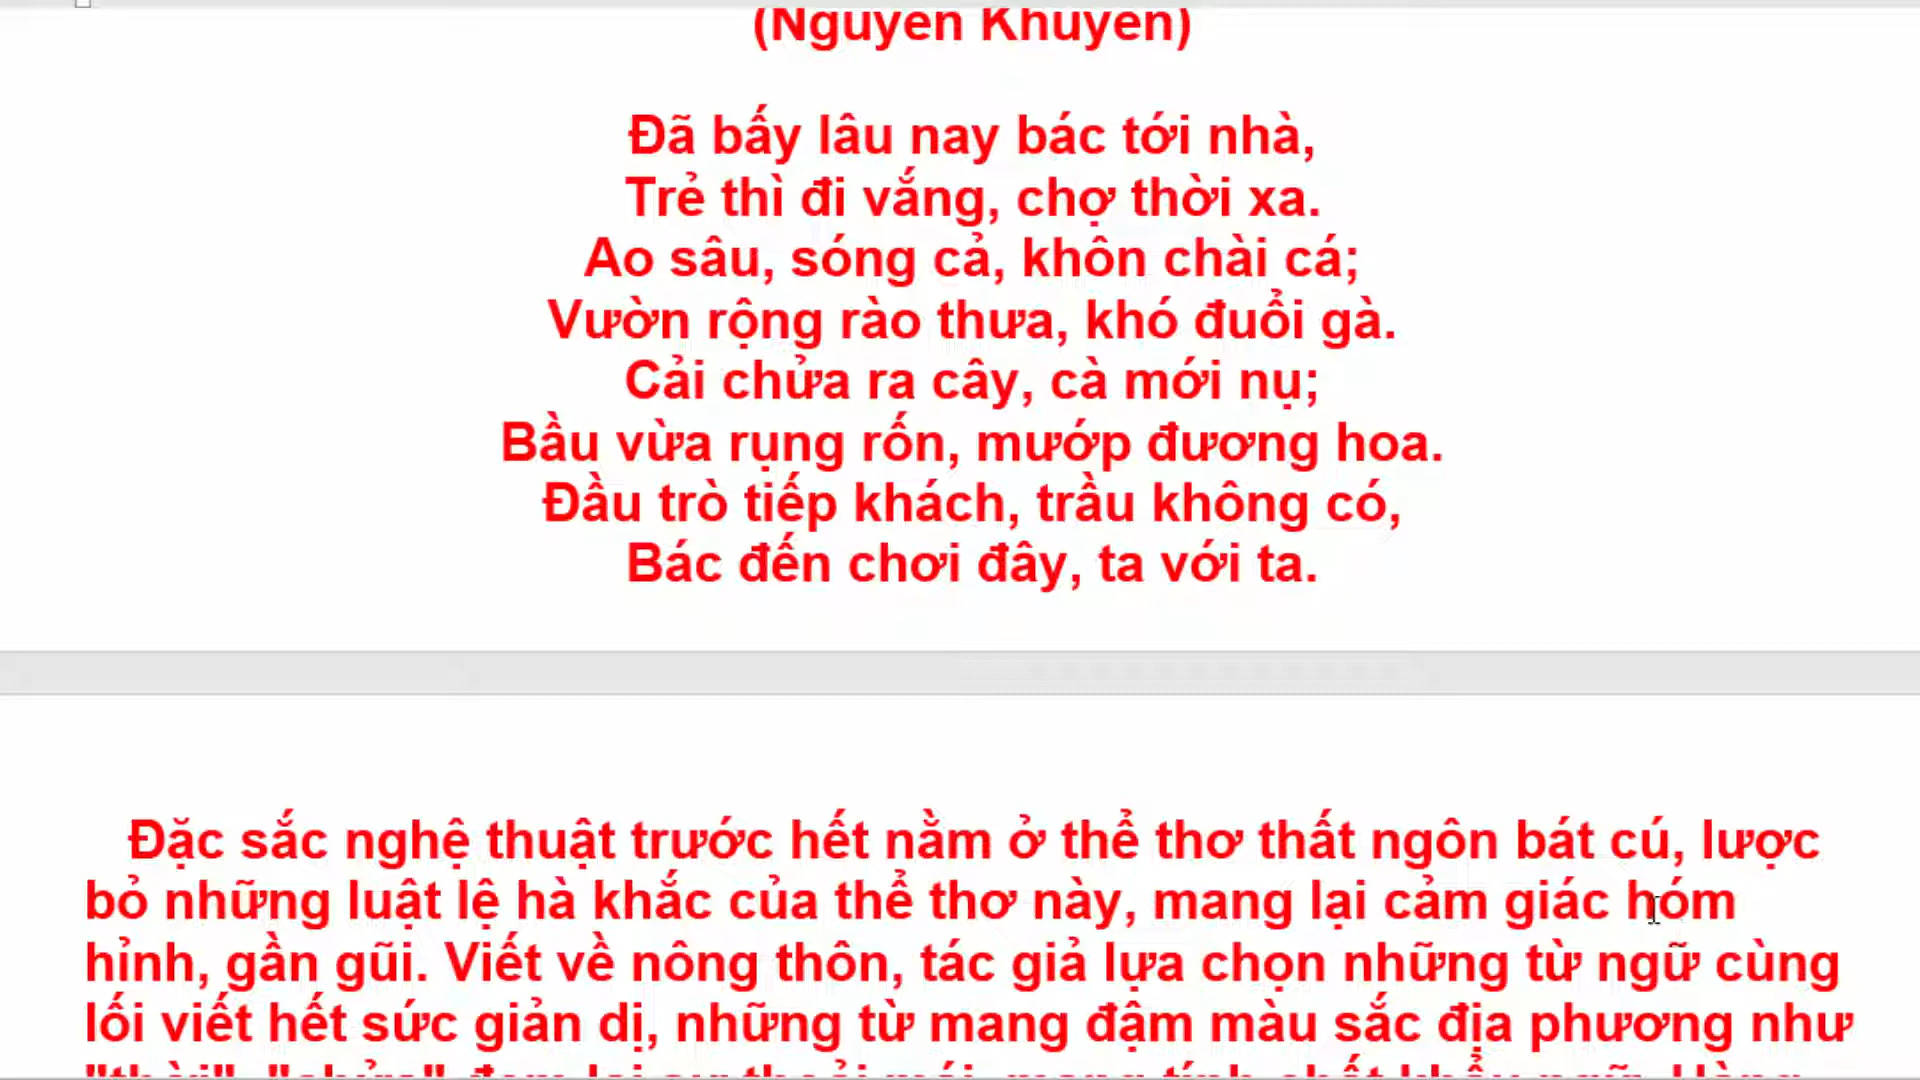 (Nguyen Khuyen)
Đã bấy lâu nay bác tới nhà,
Trẻ thì đi vắng, chợ thời xa.
Ao sâu, sóng cả, khôn chài cá;
Vườn rộng rào thưa, khó đuổi gà.
Cải chửa ra cây, cà mới nụ;
Bầu vừa rụng rốn, mướp đương hoa.
Đầu trò tiếp khách, trầu không có,
Bác đến chơi đây, ta với ta.
Đặc sắc nghệ thuật trước hết nằm ở thể thơ thất ngôn bát cú, lược
bỏ những luật lệ hà khắc của thể thơ này, mang lại cảm giác hóm
hỉnh, gần gũi. Viết về nông thôn, tác giả lựa chọn những từ ngữ cùng
lối viết hết sức giản dị, những từ mang đậm màu sắc địa phương như